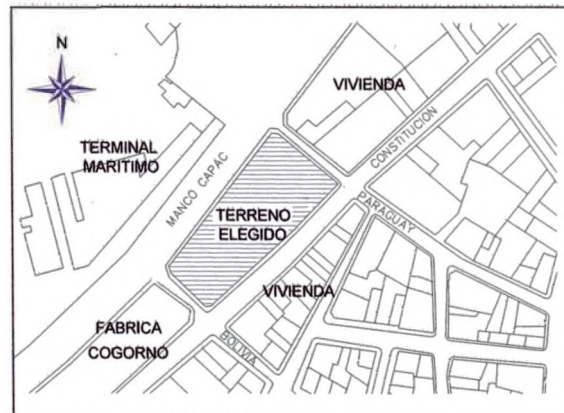 N
VIVIENDA
TERMINAL
MARITIMO
CONSTITUCION
MANCO CAPAC
PARAGUAY
TERRENO
ELEGIDO
VIVIENDA
FABRICA
COGORNO
BOLIVIA